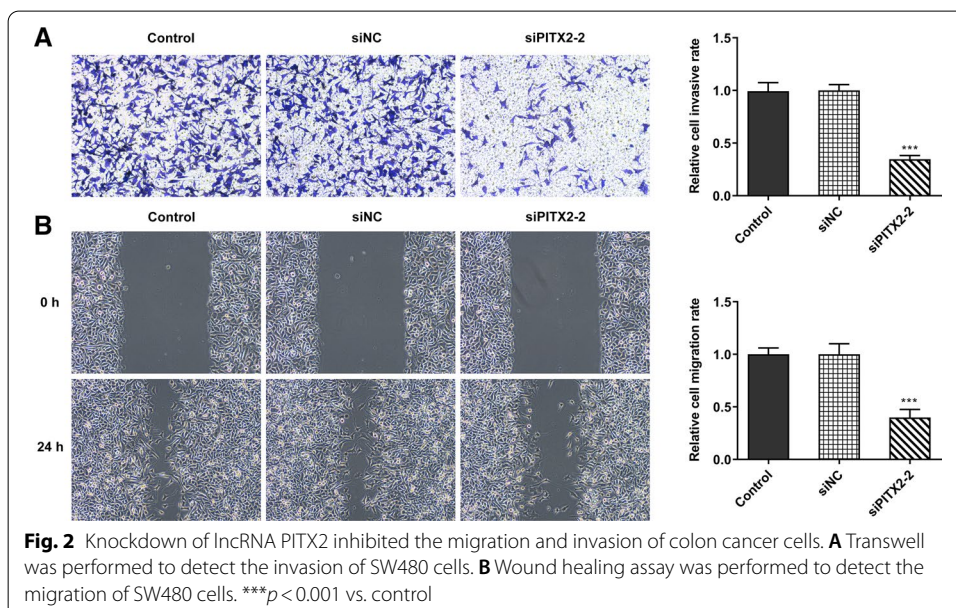 A
Control
siNC
siPITX2-2
Relative cell invasive rate
1.5
1.0
0.5
0.0
***
Control
siNC
siPITX2-2
B
Control
siNC
siPITX2-2
0 h
24 h
Relative cell migration rate
1.5
1.0
0.5
0.0
***
Control
siNC
siPITX2-2
Fig. 2 Knockdown of lncRNA PITX2 inhibited the migration and invasion of colon cancer cells. A Transwell
was performed to detect the invasion of SW480 cells. B Wound healing assay was performed to detect the
migration of SW480 cells. ***p < 0.001 vs. control